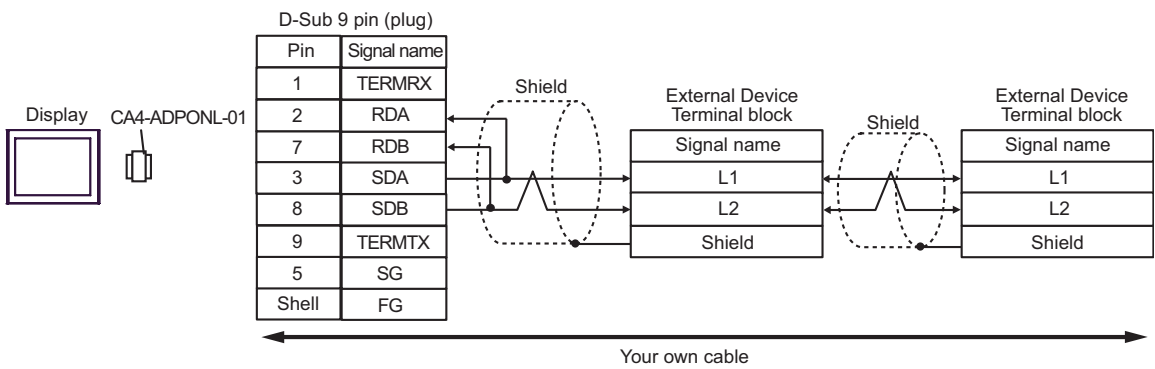 D-Sub 9 pin (plug)
Pin Signal name
1 TERMRX
2 RDA
7 RDB
3 SDA
8 SDB
9 TERMTX
5 SG
Shell FG
Display
CA4-ADPONL-01
Shield
External Device
Terminal block
Signal name
L1
L2
Shield
Shield
External Device
Terminal block
Signal name
L1
L2
Shield
Your own cable